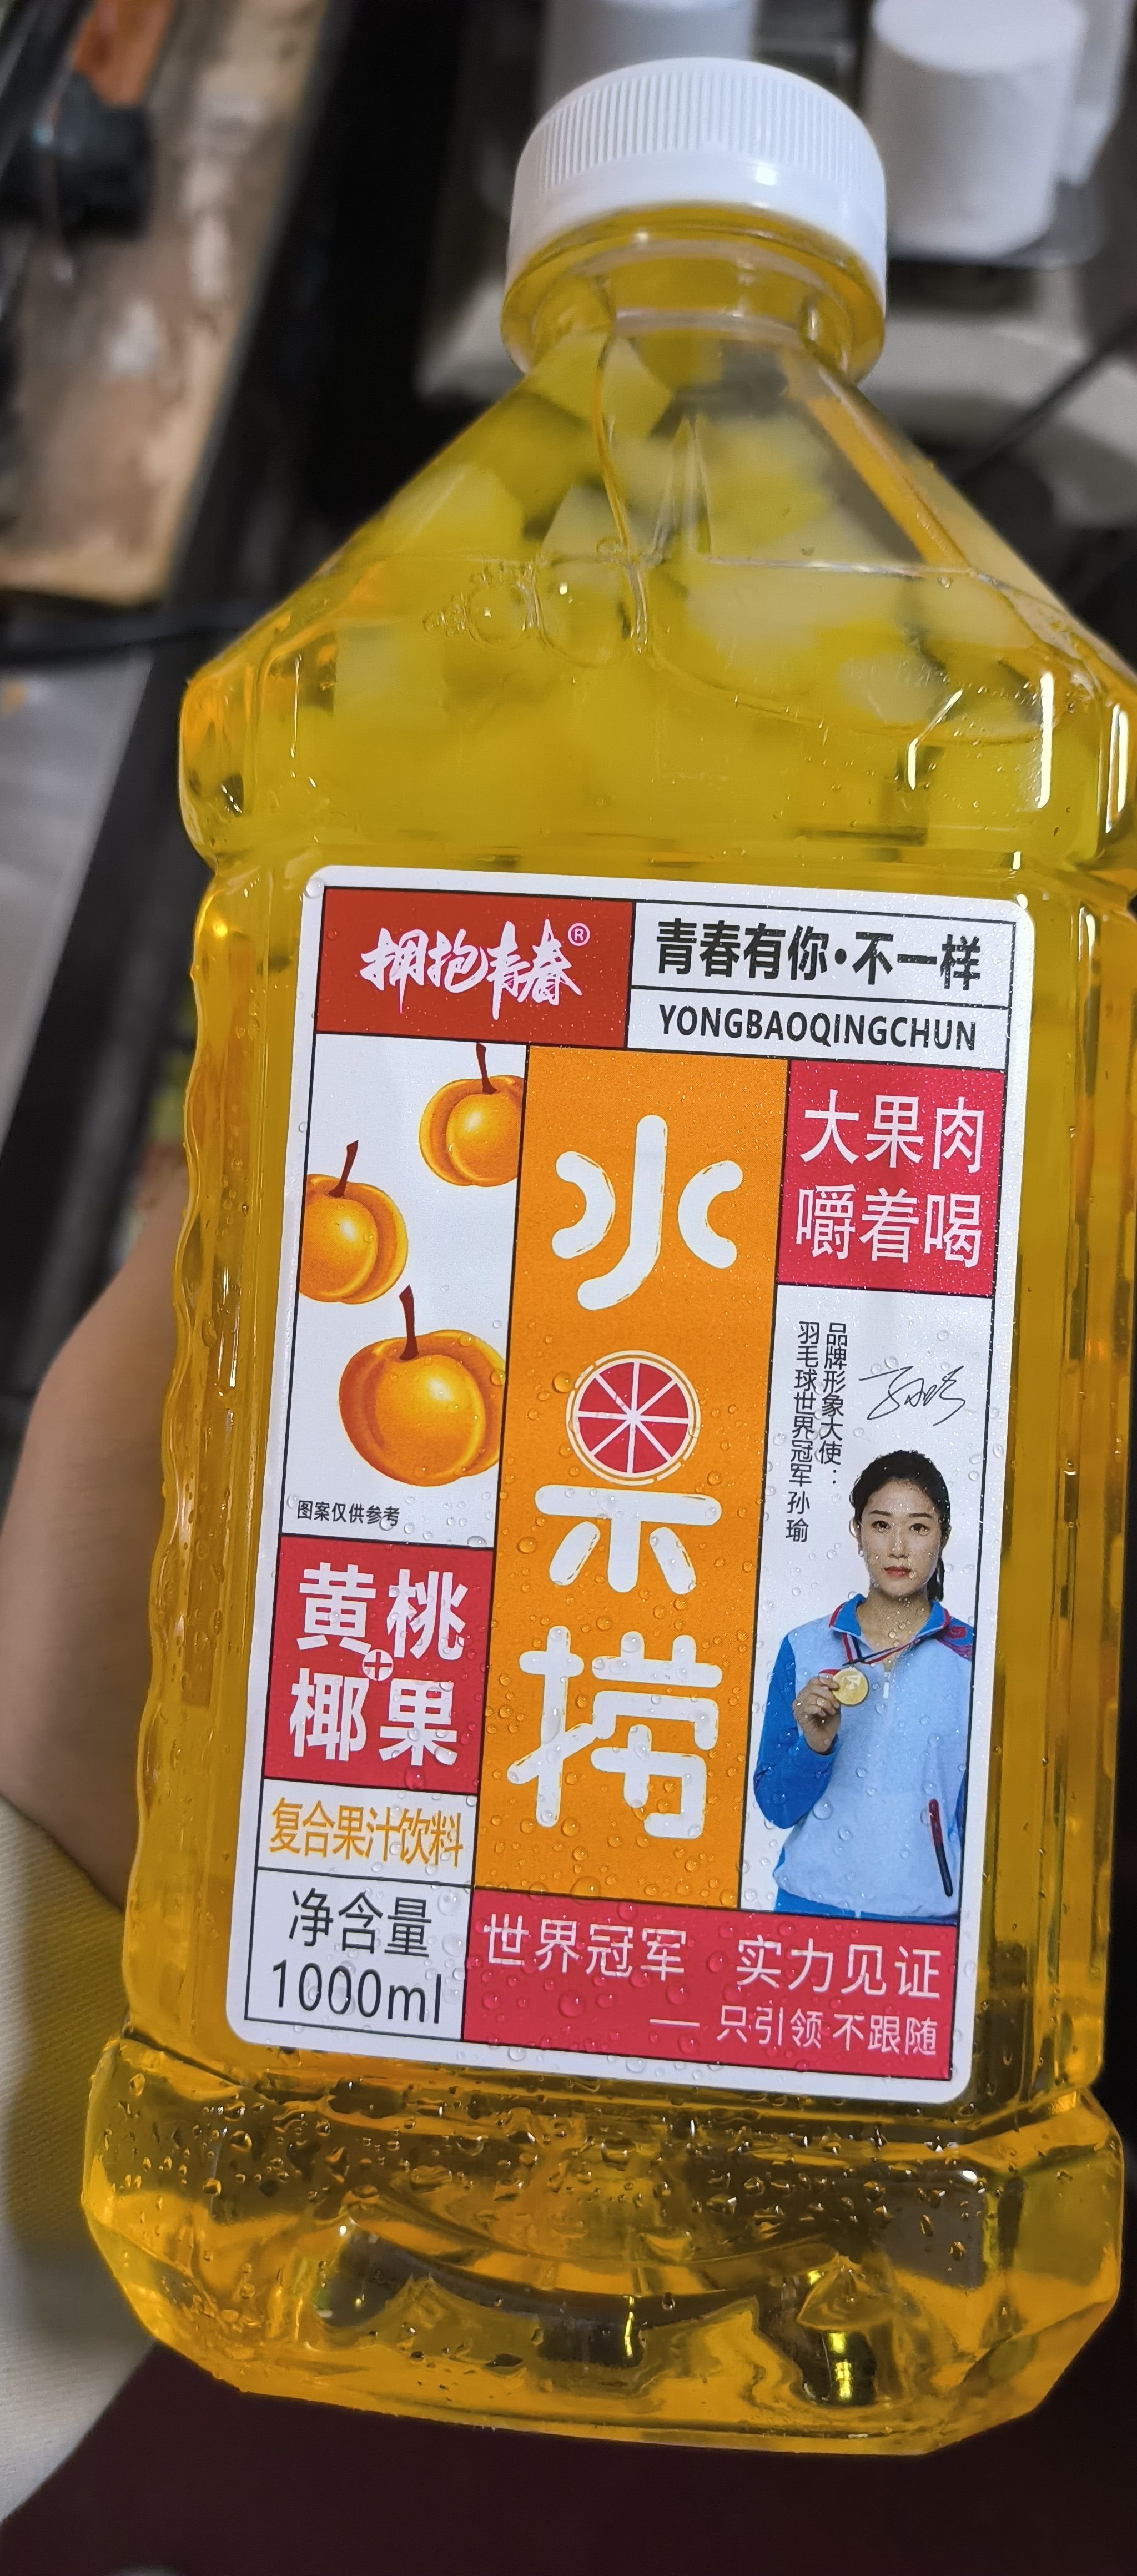 拥抱青春®
青春有你·不一样
YONGBAOQINGCHUN
水果捞
大果肉
嚼着喝
品牌形象大使：
羽毛球世界冠军 孙瑜
图案仅供参考
黄桃
+
椰果
复合果汁饮料
净含量
1000ml
世界冠军 实力见证
—— 只引领 不跟随